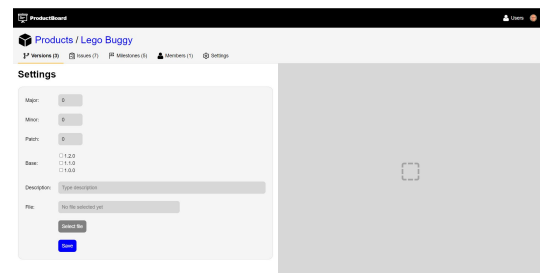 ProductBoard
Users
Products / Lego Buggy
Versions (3)
Issues (7)
Milestones (5)
Members (1)
Settings
Settings
Major:
0
Minor:
0
Patch:
0
Base:
1.2.0
1.1.0
1.0.0
Description:
Type description
File:
No file selected yet
Select file
Save